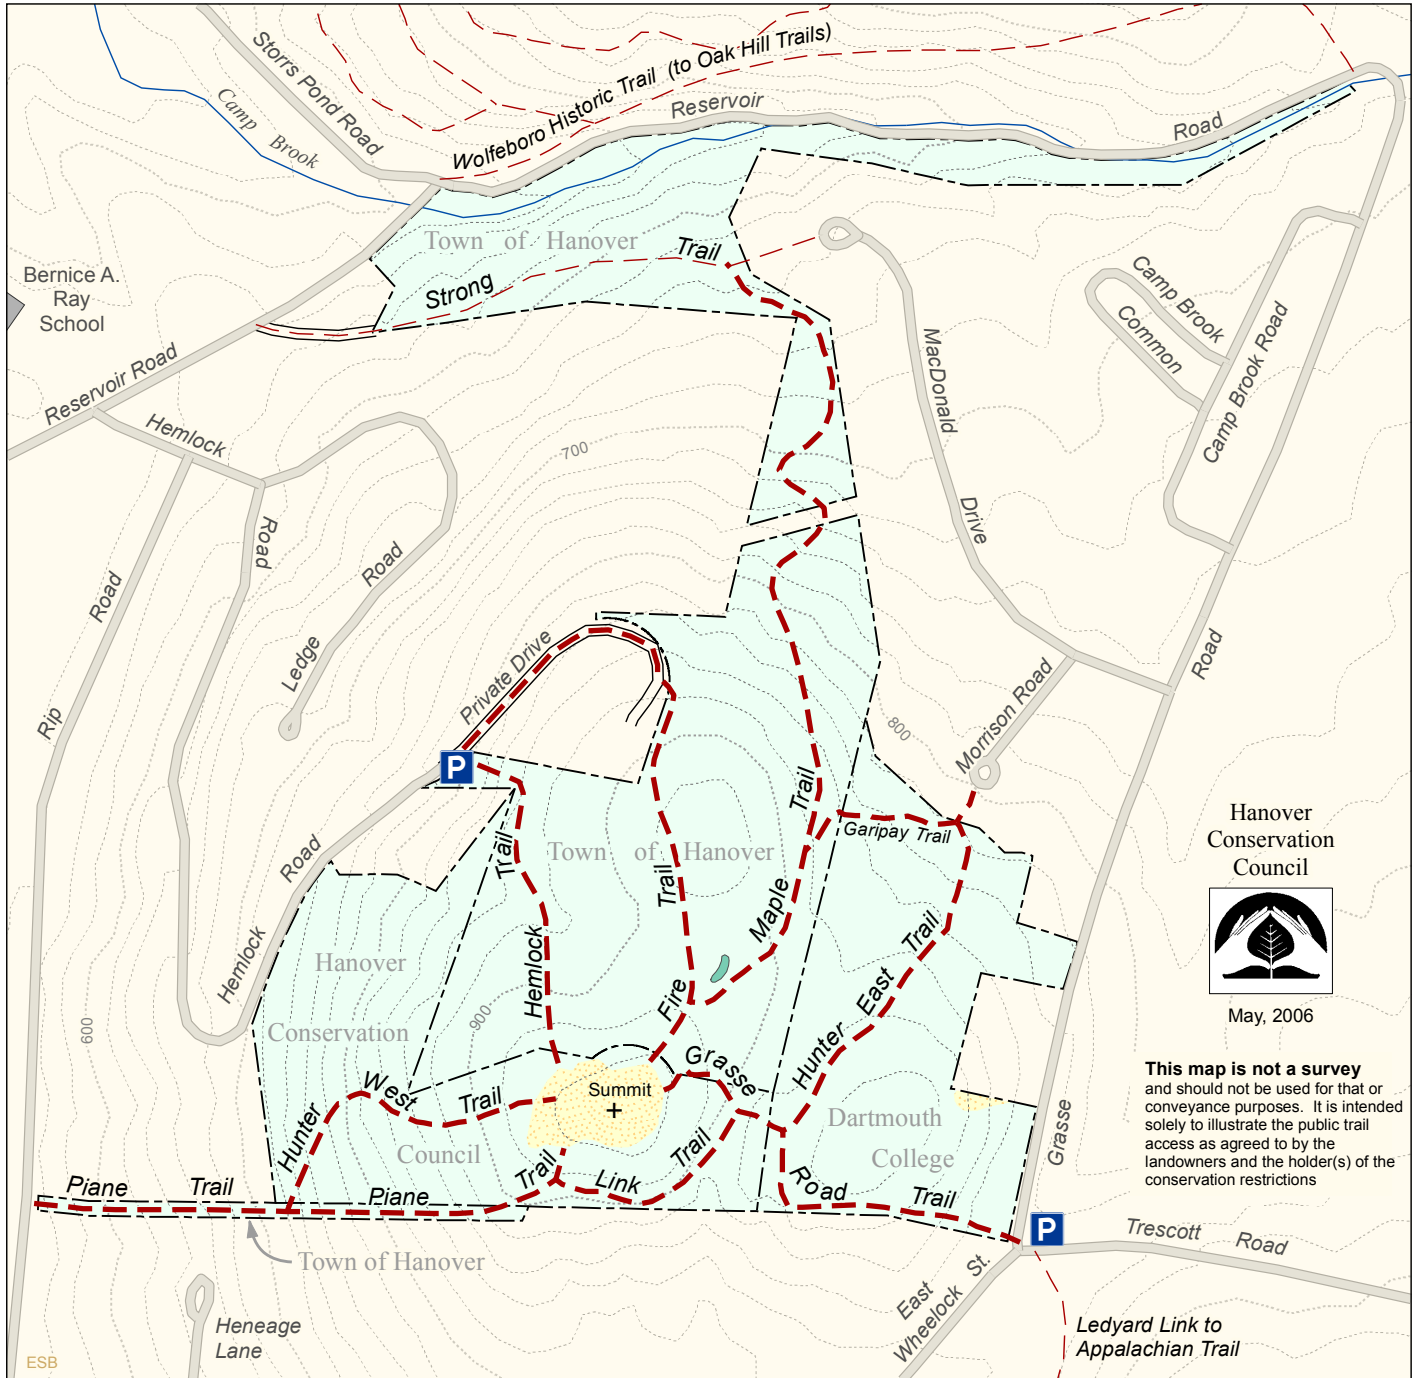 Storrs Pond Road
Camp Brook
Wolfeboro Historic Trail (to Oak Hill Trails)
Reservoir Road
Town of Hanover
Strong Trail
Bernice A.
Ray
School
Reservoir Road
Hemlock Road
Ledge Road
Rip Road
700
MacDonald Drive
Camp Brook
Common
Camp Brook Road
Private Drive
P
Morrison Road
800
Road
Trail
Garipay Trail
Hanover
Conservation
Council
May, 2006
Town of Hanover
Trail
Hemlock
Trail
Fire
Maple
Hemlock Road
Hunter East Trail
Hanover
Conservation
Council
900
600
Grasse
Summit
Hunter West Trail
Dartmouth
College
This map is not a survey
and should not be used for that or
conveyance purposes. It is intended
solely to illustrate the public trail
access as agreed to by the
landowners and the holder(s) of the
conservation restrictions
Grasse
Piane Trail Piane Trail
Link Trail
Road Trail
P
Trescott Road
Town of Hanover
East
Wheelock St.
Heneage
Lane
Ledyard Link to
Appalachian Trail
ESB